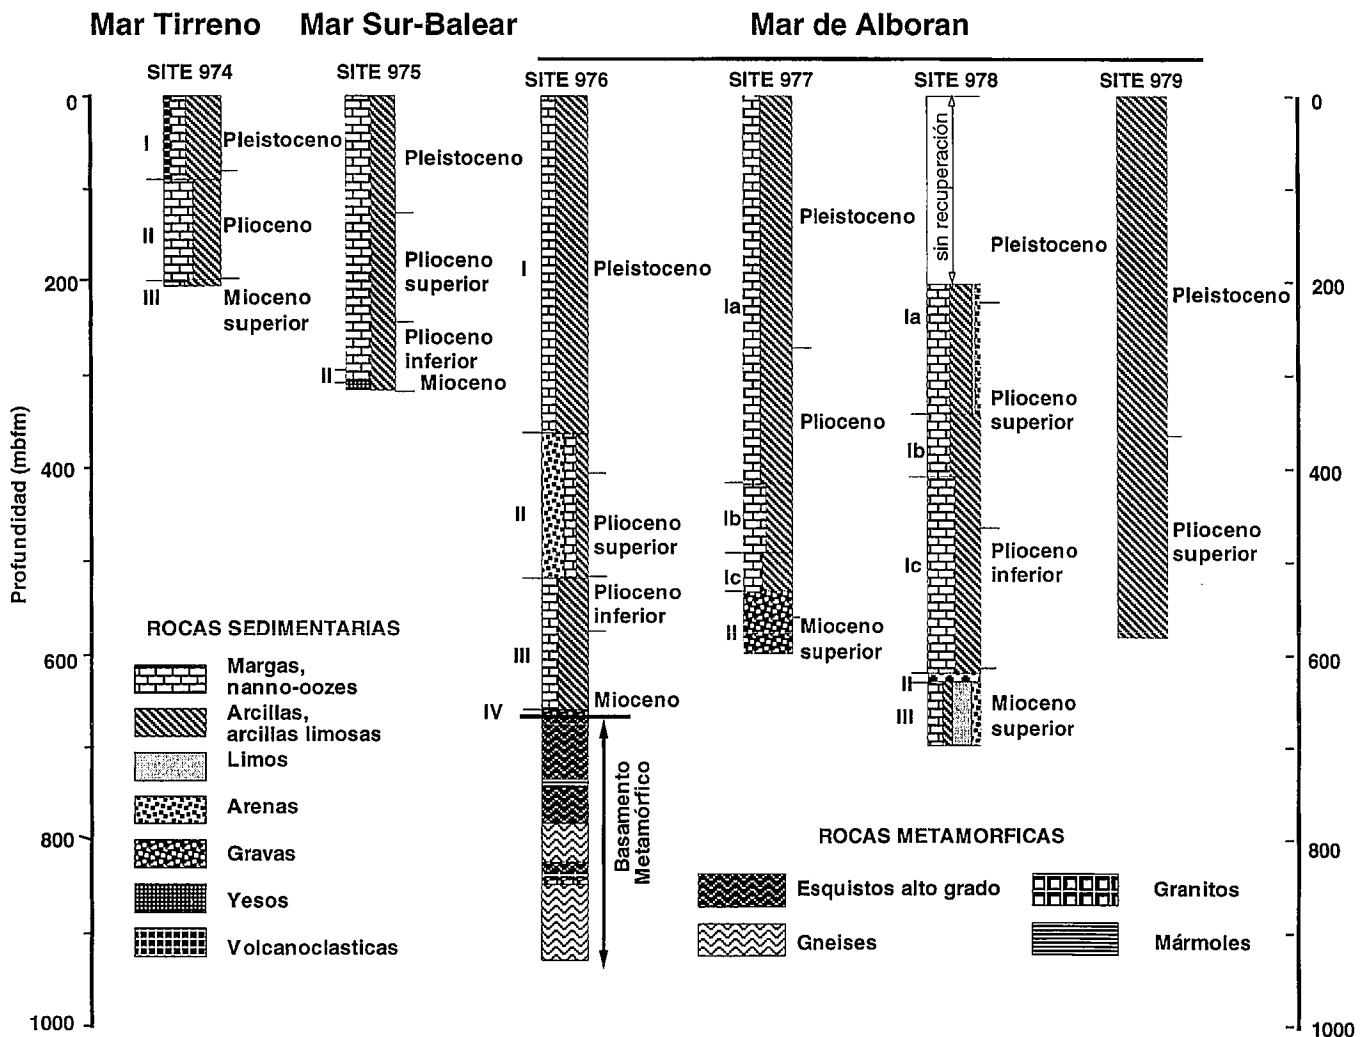 Mar Tirreno
Mar Sur-Balear
Mar de Alboran
SITE 974
SITE 975
SITE 976
SITE 977
SITE 978
SITE 979
Profundidad (mbfm)
0
200
400
600
800
1000
I
II
III
Pleistoceno
Plioceno
Mioceno
superior
II
Pleistoceno
Plioceno
superior
Plioceno
inferior
Mioceno
I
II
III
IV
Pleistoceno
Plioceno
superior
Plioceno
inferior
Mioceno
Basamento
Metamórfico
Ia
Ib
Ic
II
Pleistoceno
Plioceno
Mioceno
superior
sin recuperación
Ia
Ib
Ic
II
III
Pleistoceno
Plioceno
superior
Plioceno
inferior
Mioceno
superior
Pleistoceno
Plioceno
superior
0
200
400
600
800
1000
ROCAS SEDIMENTARIAS
Margas,
nanno-oozes
Arcillas,
arcillas limosas
Limos
Arenas
Gravas
Yesos
Volcanoclasticas
ROCAS METAMORFICAS
Esquistos alto grado
Gneises
Granitos
Mármoles